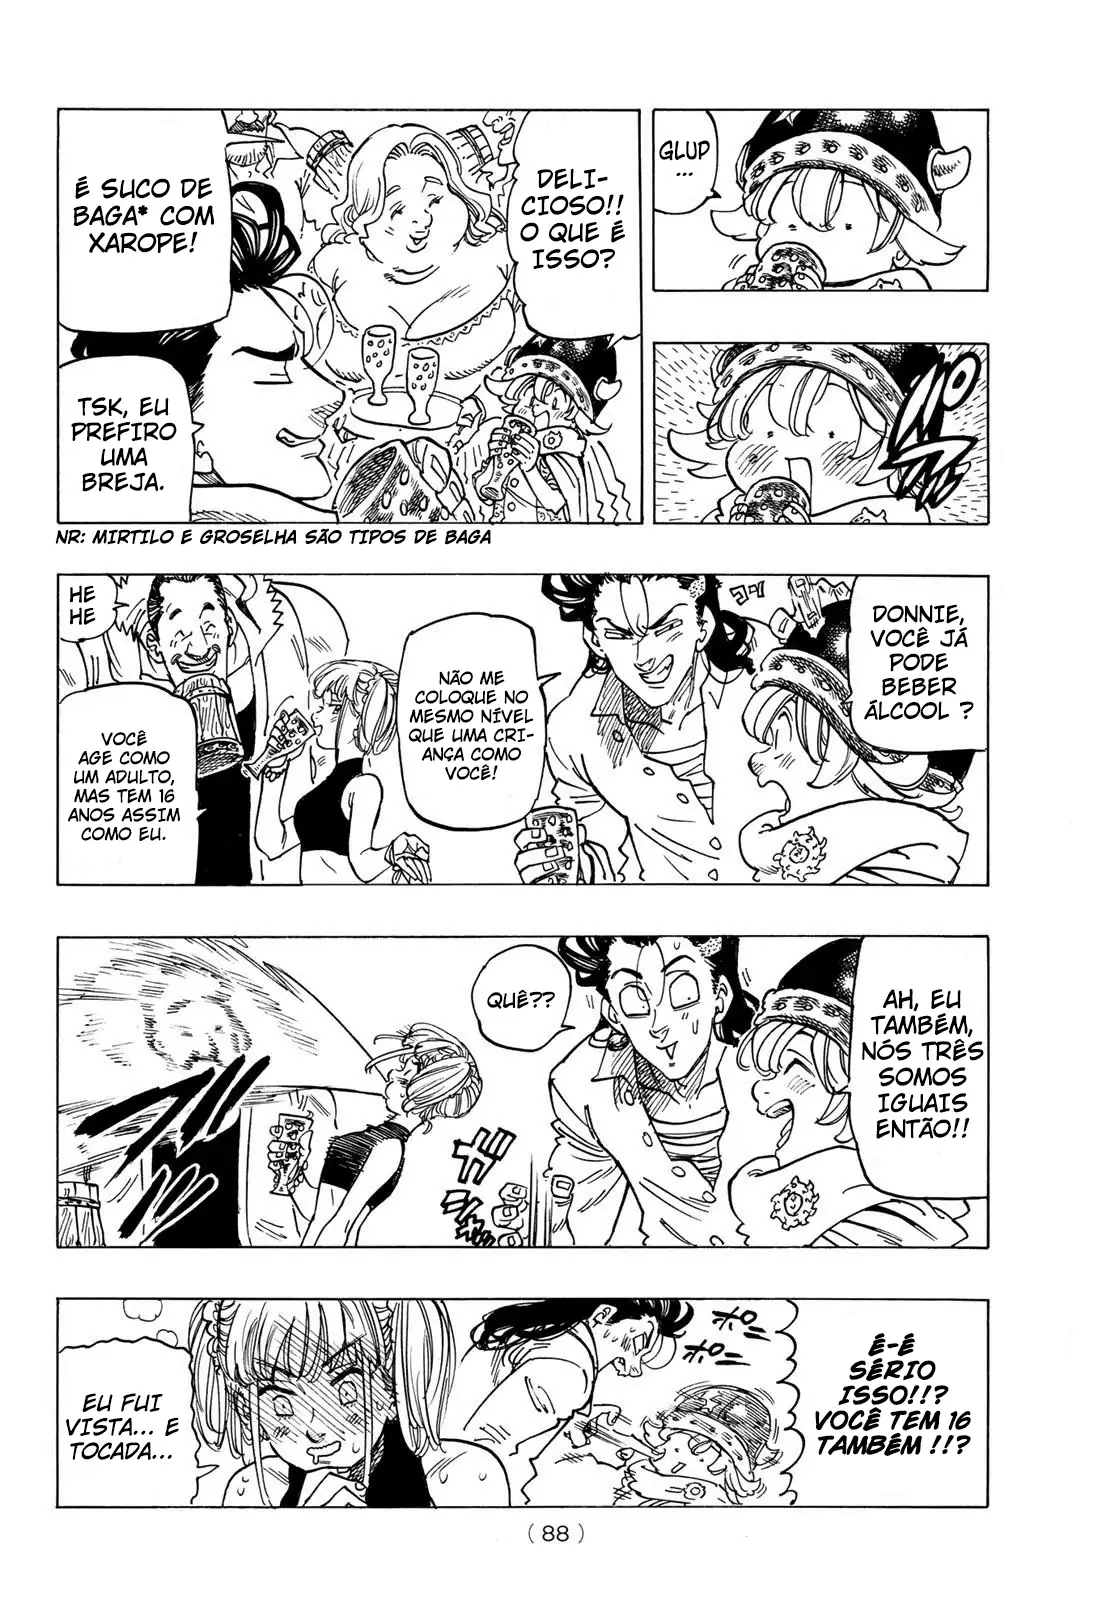 GLUP
...
パア
DELI-
CIOSO!!
O QUE É
ISSO?
É SUCO DE
BAGA* COM
XAROPE!
TSK, EU
PREFIRO
UMA
BREJA.
NR: MIRTILO E GROSELHA SÃO TIPOS DE BAGA
DONNIE,
VOCÊ JÁ
PODE
BEBER
ÁLCOOL ?
NÃO ME
COLOQUE NO
MESMO NÍVEL
QUE UMA CRI-
ANÇA COMO
VOCÊ!
HE
HE
VOCÊ
AGE COMO
UM ADULTO,
MAS TEM 16
ANOS ASSIM
COMO EU.
AH, EU
TAMBÉM,
NÓS TRÊS
SOMOS
IGUAIS
ENTÃO!!
QUÊ??
É-É
SÉRIO
ISSO!!?
VOCÊ TEM 16
TAMBÉM !!?
EU FUI
VISTA... E
TOCADA...
(88)